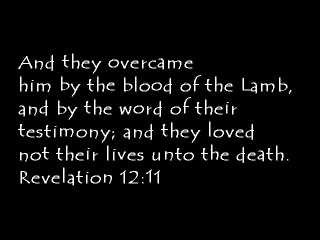 And they overcame
him by the blood of the Lamb,
and by the word of their
testimony; and they loved
not their lives unto the death.
Revelation 12:11